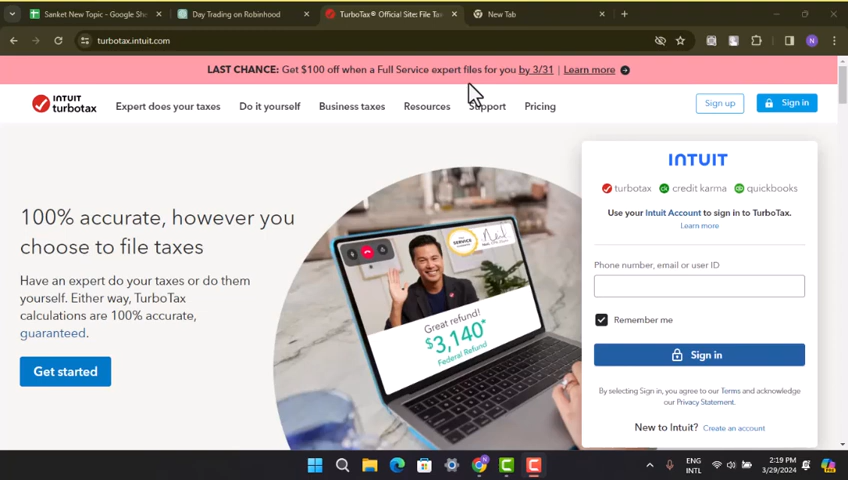 Sanket New Topic - Google She
Day Trading on Robinhood
TurboTax® Official Site: File Tax
New Tab
turbotax.intuit.com
N
LAST CHANCE: Get $100 off when a Full Service expert files for you by 3/31 | Learn more
INTUIT
turbotax
Expert does your taxes
Do it yourself
Business taxes
Resources
Support
Pricing
Sign up
Sign in
100% accurate, however you
choose to file taxes
Have an expert do your taxes or do them
yourself. Either way, TurboTax
calculations are 100% accurate,
guaranteed.
Get started
SERVICE
Great refund!
$3,140*
Federal Refund
INTUIT
turbotax
credit karma
quickbooks
Use your Intuit Account to sign in to TurboTax.
Learn more
Phone number, email or user ID
Remember me
Sign in
By selecting Sign in, you agree to our Terms and acknowledge
our Privacy Statement.
New to Intuit? Create an account
ENG
INTL
2:19 PM
3/29/2024